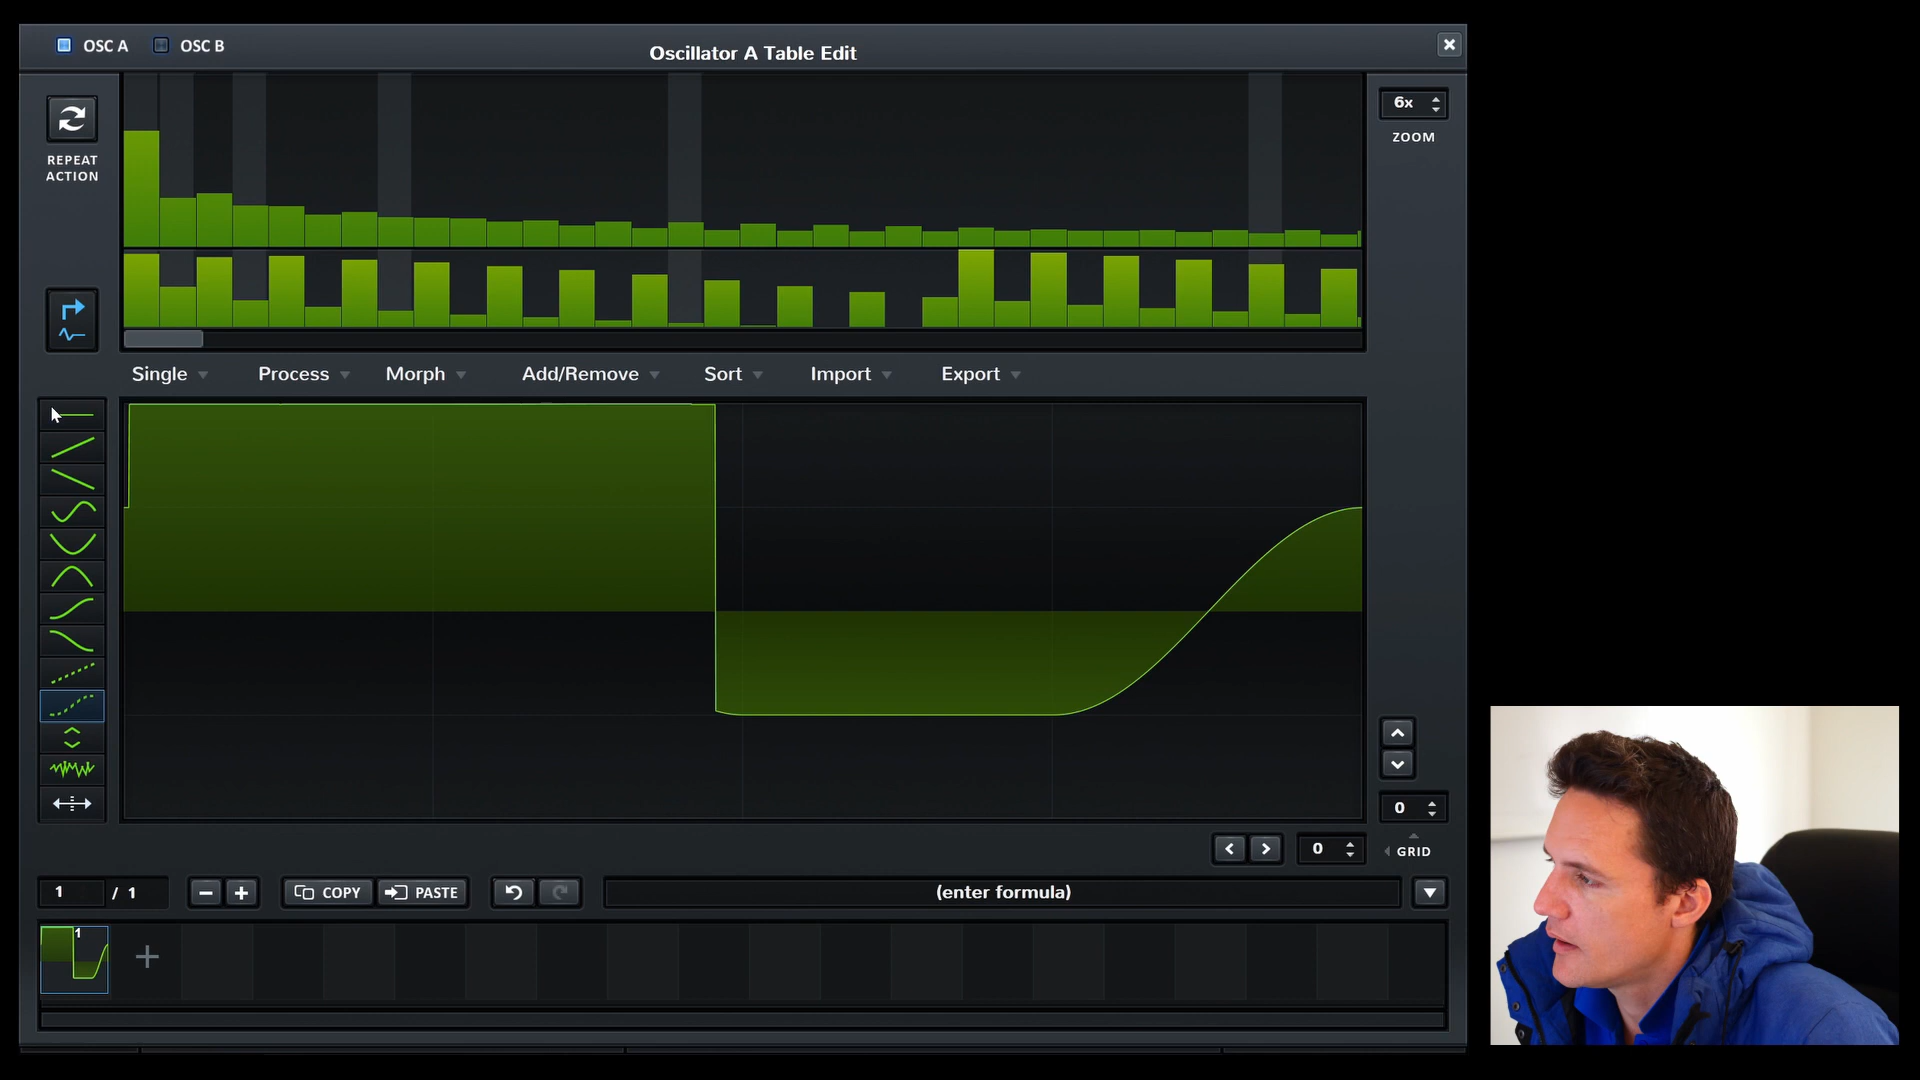 OSC A OSC B
Oscillator A Table Edit
REPEAT
ACTION
6x
ZOOM
Single Process Morph Add/Remove Sort Import Export
0
0
GRID
1 / 1
COPY PASTE
(enter formula)
1